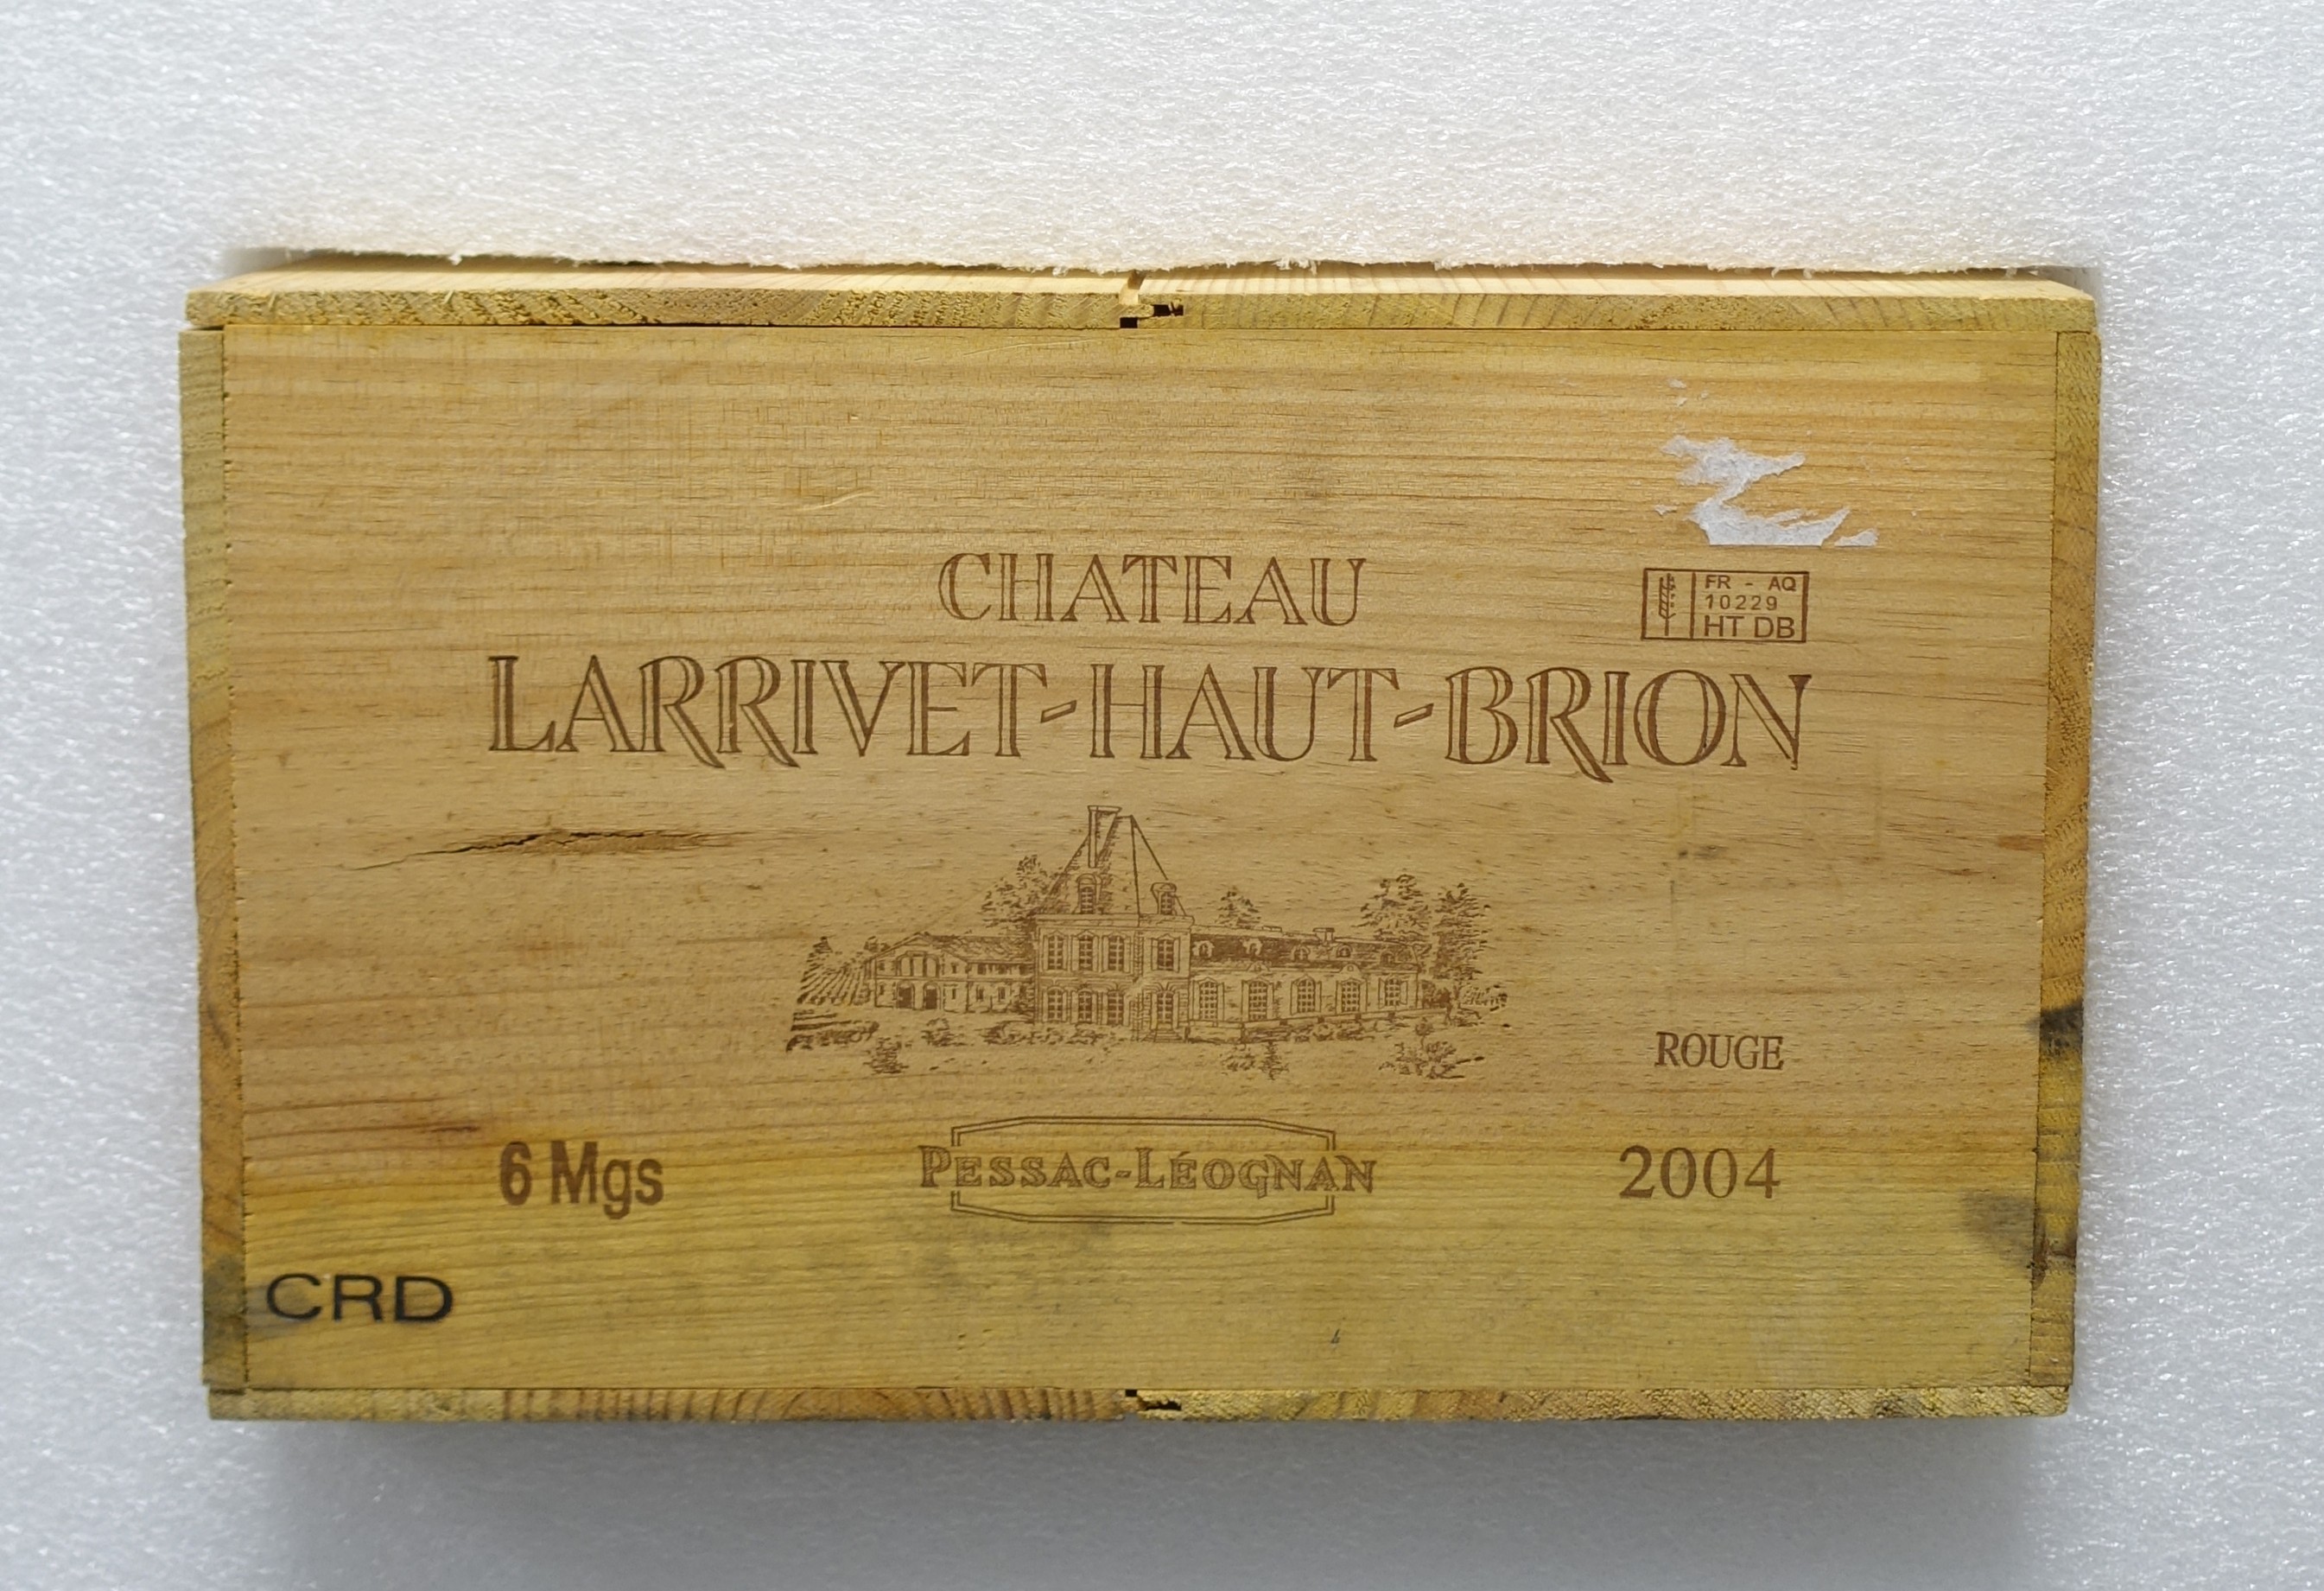 CHATEAU
FR - AQ
10229
HT DB
LARRIVET-HAUT-BRION
ROUGE
6 Mgs
PESSAC-LÉOGNAN
2004
CRD